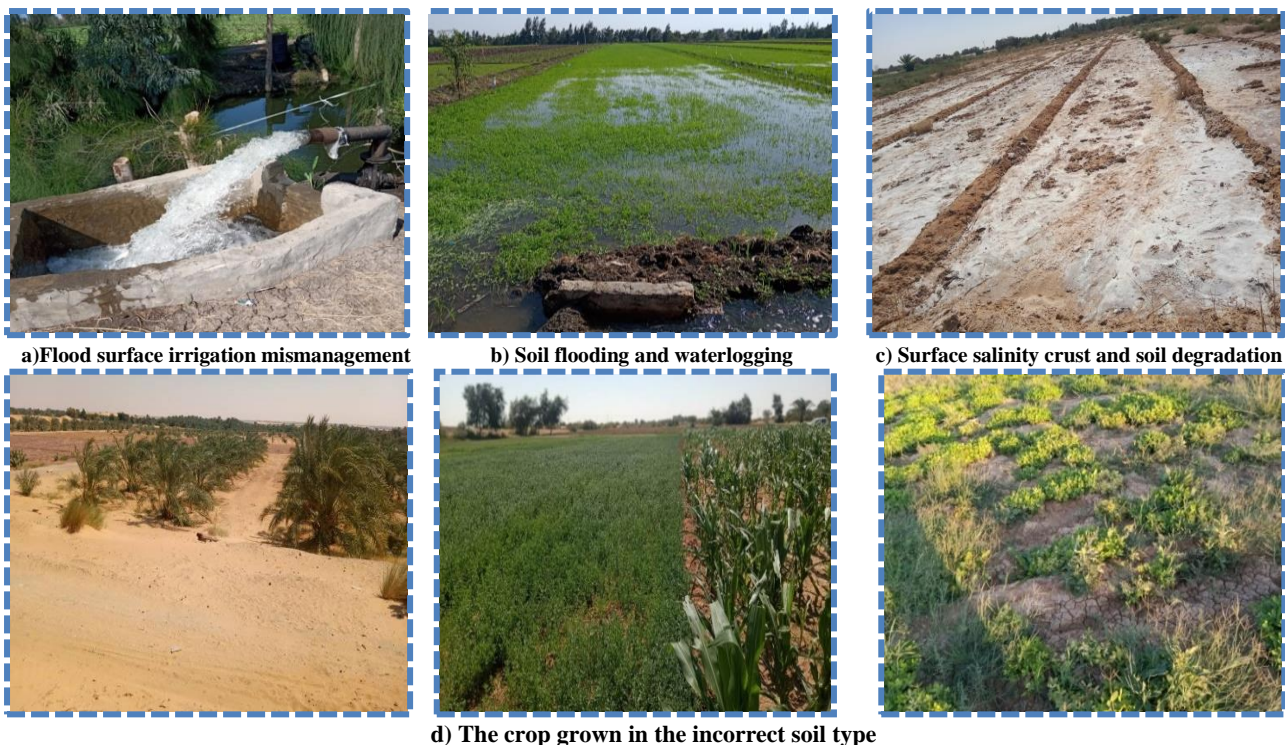 a)Flood surface irrigation mismanagement
b) Soil flooding and waterlogging
c) Surface salinity crust and soil degradation
d) The crop grown in the incorrect soil type